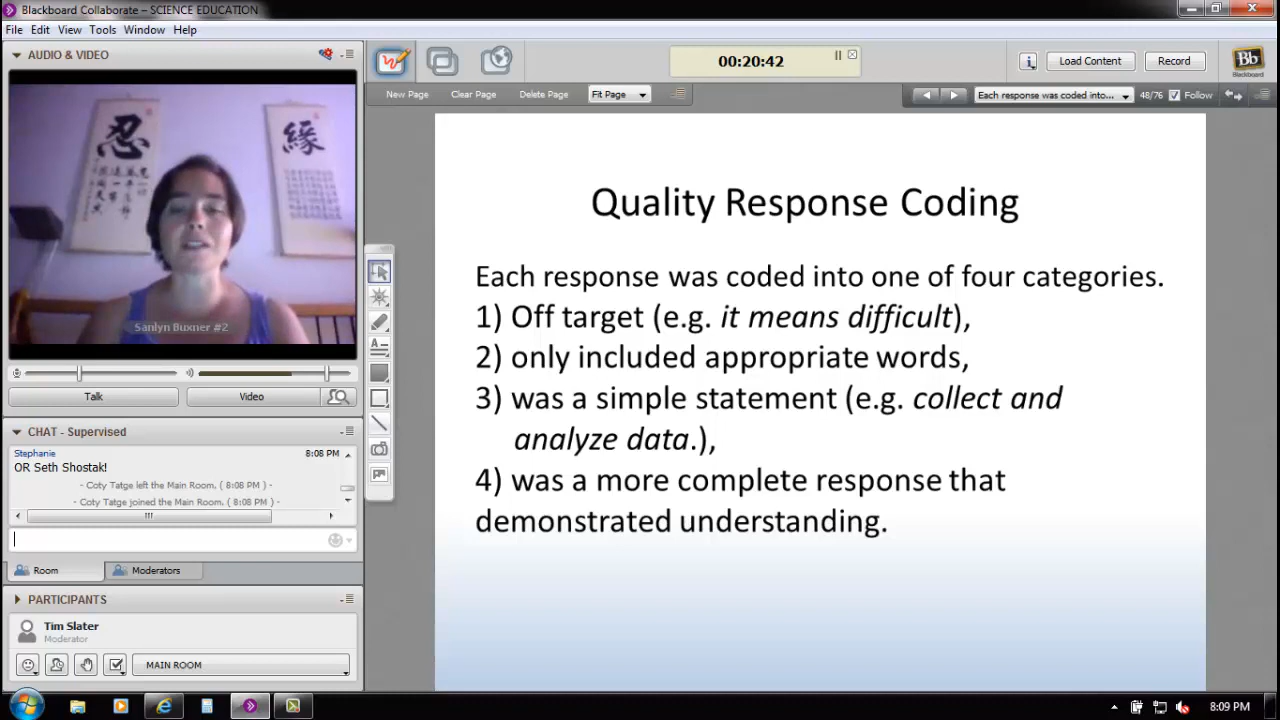 Blackboard Collaborate - SCIENCE EDUCATION
File Edit View Tools Window Help
AUDIO & VIDEO
忍
緣
Sanlyn Buxner #2
Talk
Video
CHAT - Supervised
Stephanie 8:08 PM
OR Seth Shostak!
- Coty Tatge left the Main Room. ( 8:08 PM ) -
- Coty Tatge joined the Main Room. ( 8:08 PM ) -
Room
Moderators
PARTICIPANTS
Tim Slater
Moderator
MAIN ROOM
00:20:42
Load Content
Record
Bb
Blackboard
New Page
Clear Page
Delete Page
Fit Page
Each response was coded into...
48/76
Follow
Quality Response Coding
Each response was coded into one of four categories.
1) Off target (e.g. it means difficult),
2) only included appropriate words,
3) was a simple statement (e.g. collect and
analyze data.),
4) was a more complete response that
demonstrated understanding.
8:09 PM